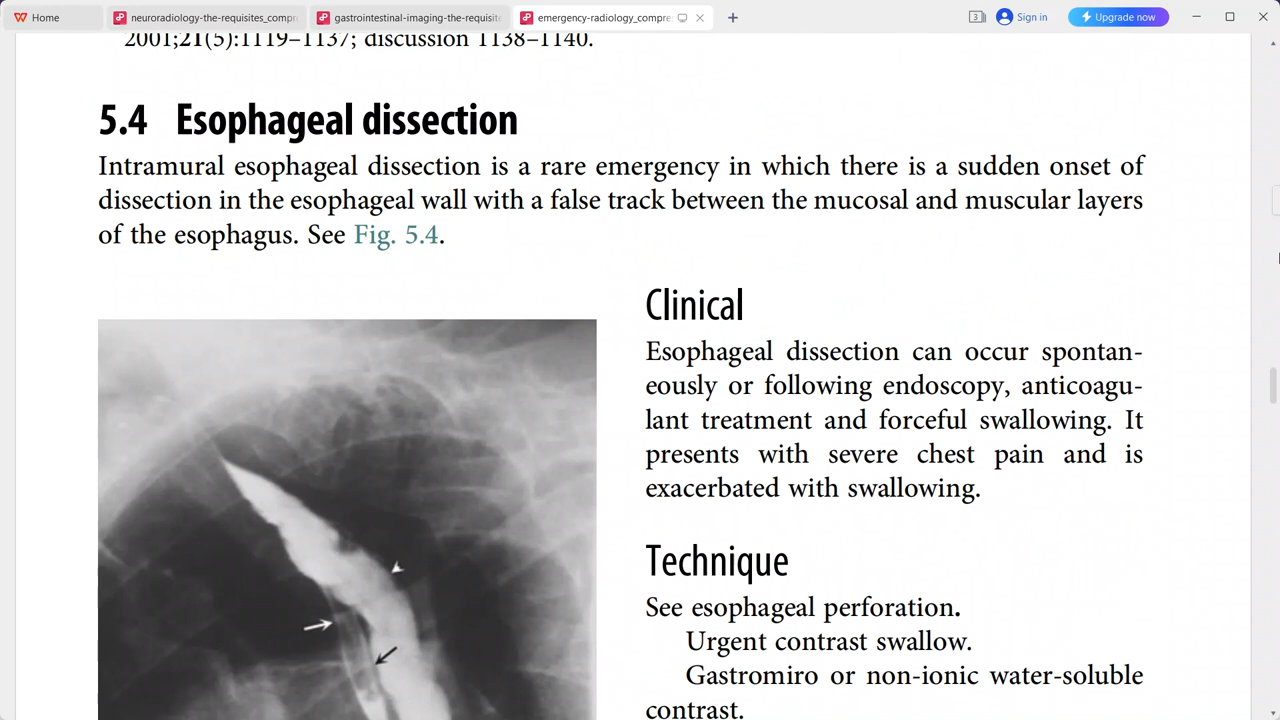 Home
neuroradiology-the-requisites_compr
gastrointestinal-imaging-the-requisite
emergency-radiology_compre
3
Sign in
Upgrade now
2001;21(5):1119–1137; discussion 1138–1140.
5.4 Esophageal dissection
Intramural esophageal dissection is a rare emergency in which there is a sudden onset of
dissection in the esophageal wall with a false track between the mucosal and muscular layers
of the esophagus. See Fig. 5.4.
Clinical
Esophageal dissection can occur spontan-
eously or following endoscopy, anticoagu-
lant treatment and forceful swallowing. It
presents with severe chest pain and is
exacerbated with swallowing.
Technique
See esophageal perforation.
Urgent contrast swallow.
Gastromiro or non-ionic water-soluble
contrast.